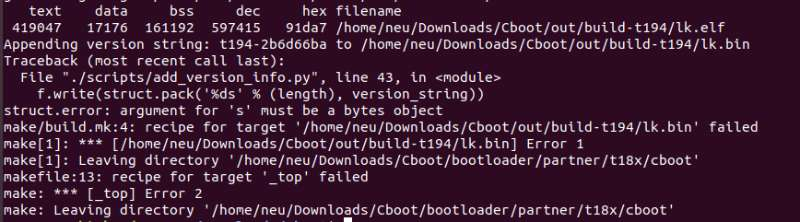 text data bss dec hex filename
419047 17176 161192 597415 91da7 /home/neu/Downloads/Cboot/out/build-t194/lk.elf
Appending version string: t194-2b6d66ba to /home/neu/Downloads/Cboot/out/build-t194/lk.bin
Traceback (most recent call last):
File "./scripts/add_version_info.py", line 43, in <module>
f.write(struct.pack('%ds' % (length), version_string))
struct.error: argument for 's' must be a bytes object
make/build.mk:4: recipe for target '/home/neu/Downloads/Cboot/out/build-t194/lk.bin' failed
make[1]: *** [/home/neu/Downloads/Cboot/out/build-t194/lk.bin] Error 1
make[1]: Leaving directory '/home/neu/Downloads/Cboot/bootloader/partner/t18x/cboot'
makefile:13: recipe for target '_top' failed
make: *** [_top] Error 2
make: Leaving directory '/home/neu/Downloads/Cboot/bootloader/partner/t18x/cboot'